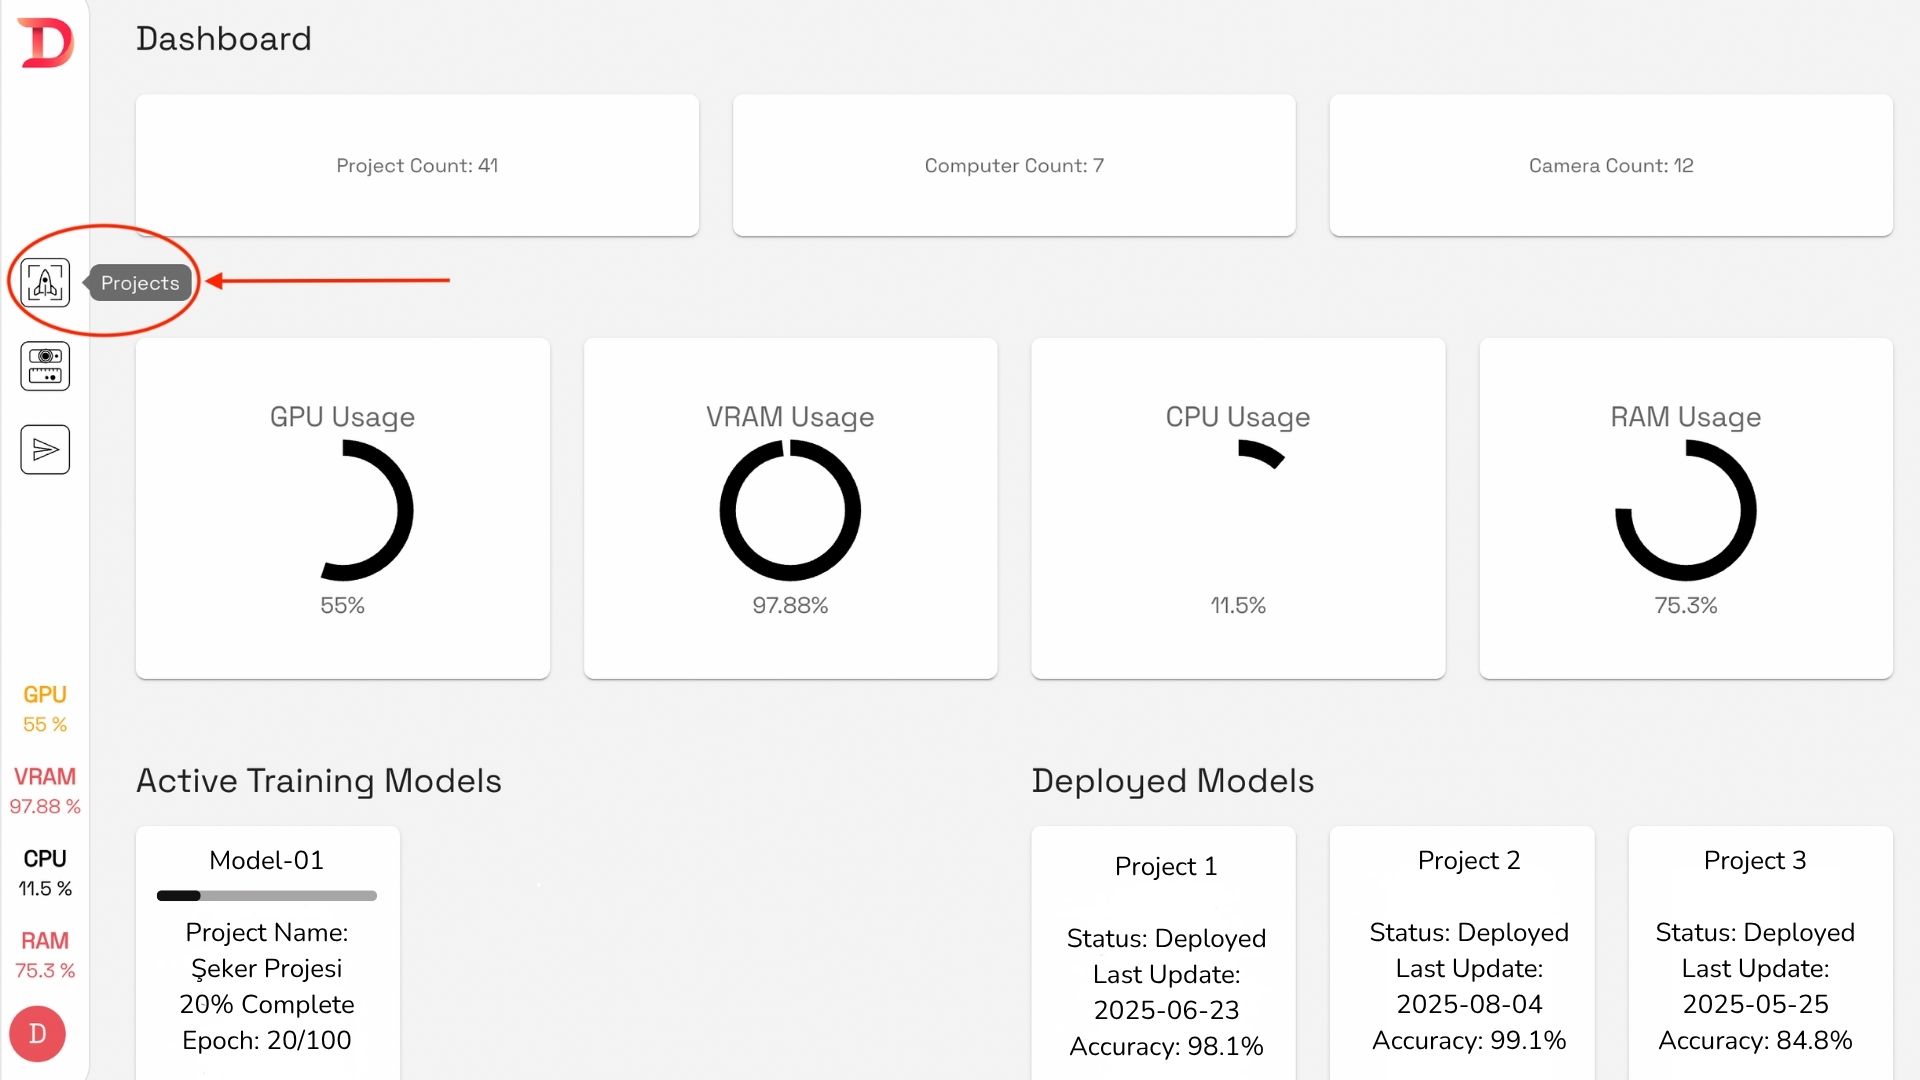 D
Dashboard
Project Count: 41
Computer Count: 7
Camera Count: 12
Projects
GPU Usage
55%
VRAM Usage
97.88%
CPU Usage
11.5%
RAM Usage
75.3%
GPU
55 %
VRAM
97.88 %
CPU
11.5 %
RAM
75.3 %
D
Active Training Models
Model-01
Project Name:
Şeker Projesi
20% Complete
Epoch: 20/100
Deployed Models
Project 1
Status: Deployed
Last Update:
2025-06-23
Accuracy: 98.1%
Project 2
Status: Deployed
Last Update:
2025-08-04
Accuracy: 99.1%
Project 3
Status: Deployed
Last Update:
2025-05-25
Accuracy: 84.8%